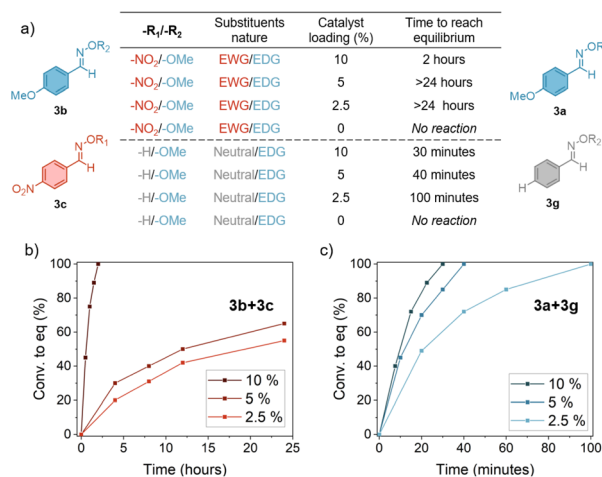 a)
-R₁/-R₂ Substituents nature Catalyst loading (%) Time to reach equilibrium
-NO₂/-OMe EWG/EDG 10 2 hours
-NO₂/-OMe EWG/EDG 5 >24 hours
-NO₂/-OMe EWG/EDG 2.5 >24 hours
-NO₂/-OMe EWG/EDG 0 No reaction
-H/-OMe Neutral/EDG 10 30 minutes
-H/-OMe Neutral/EDG 5 40 minutes
-H/-OMe Neutral/EDG 2.5 100 minutes
-H/-OMe Neutral/EDG 0 No reaction
N OR₂
H
MeO
3b
N OR₁
H
O₂N
3c
N
H
MeO
3a
N OR₂
H
H
3g
b)
3b+3c
Conv. to eq (%)
100
80
60
40
20
0
10 %
5 %
2.5 %
0 5 10 15 20 25
Time (hours)
c)
3a+3g
Conv. to eq (%)
100
80
60
40
20
0
10 %
5 %
2.5 %
0 20 40 60 80 100
Time (minutes)